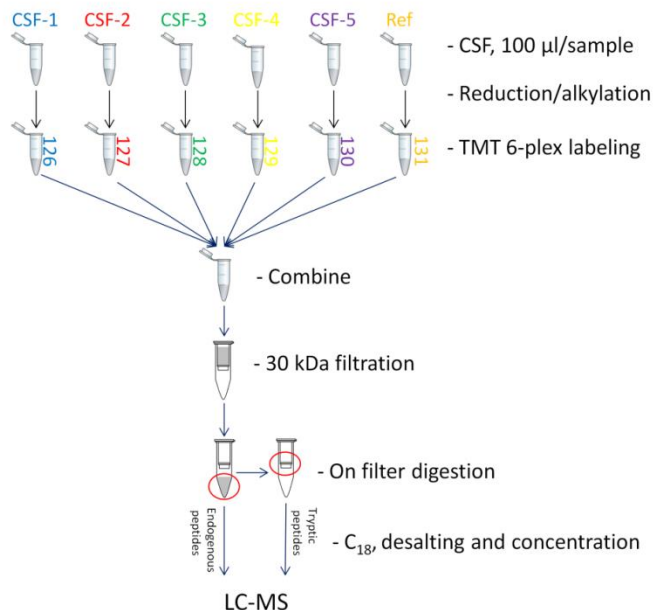 CSF-1 CSF-2 CSF-3 CSF-4 CSF-5 Ref
- CSF, 100 µl/sample
- Reduction/alkylation
126 127 128 129 130 131
- TMT 6-plex labeling
- Combine
- 30 kDa filtration
- On filter digestion
Endogenous
peptides
Tryptic
peptides
- C₁₈, desalting and concentration
LC-MS